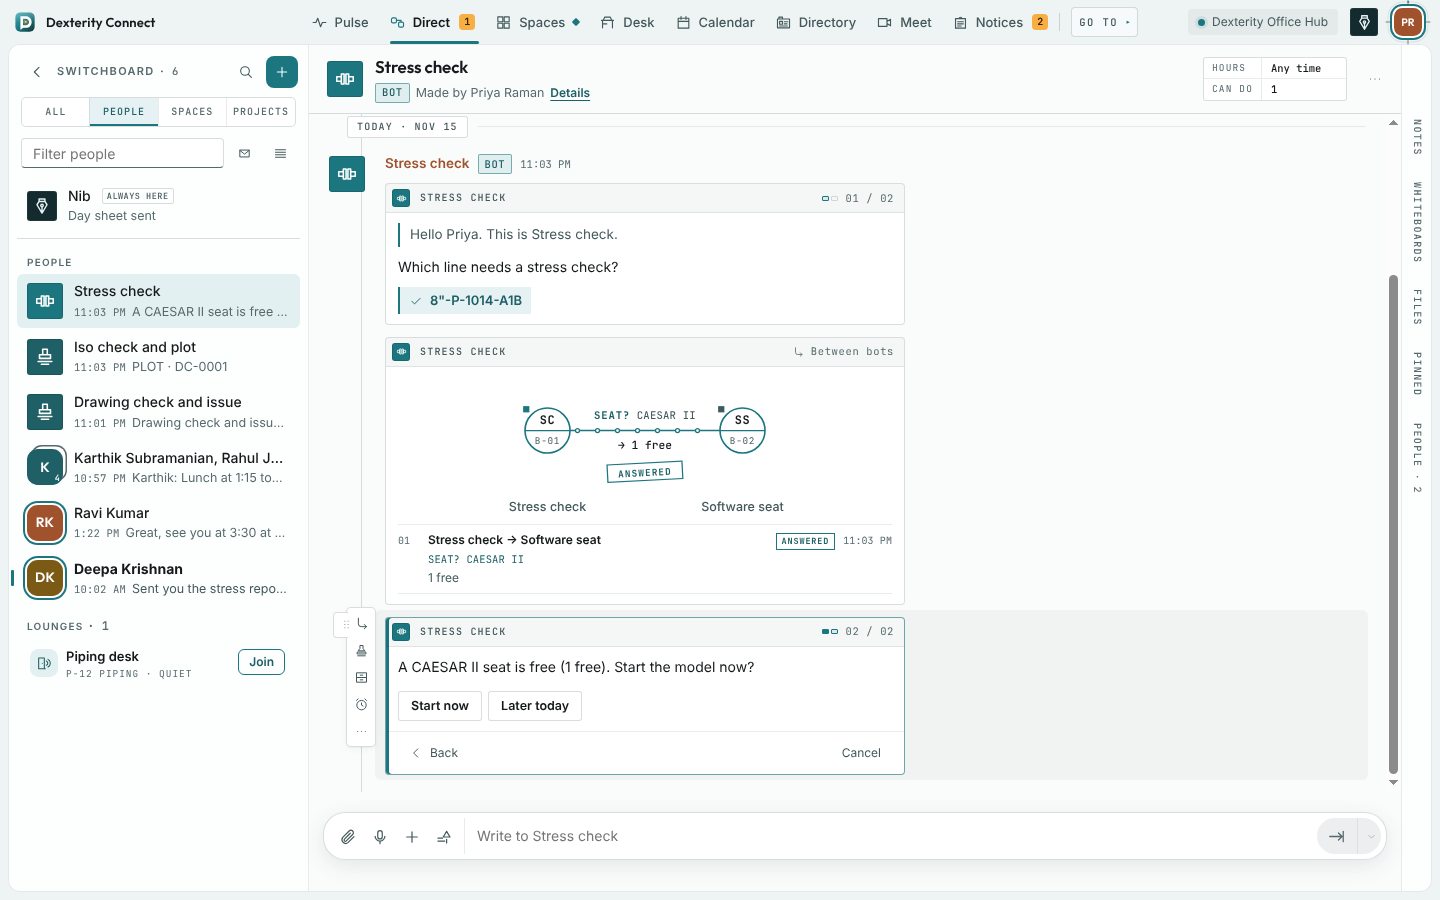 Dexterity Connect
Pulse
Direct 1
Spaces
Desk
Calendar
Directory
Meet
Notices 2
GO TO
Dexterity Office Hub
PR
SWITCHBOARD · 6
ALL
PEOPLE
SPACES
PROJECTS
Filter people
Nib ALWAYS HERE
Day sheet sent
PEOPLE
Stress check
11:03 PM A CAESAR II seat is free ...
Iso check and plot
11:03 PM PLOT · DC-0001
Drawing check and issue
11:01 PM Drawing check and issu...
K 4
Karthik Subramanian, Rahul J...
10:57 PM Karthik: Lunch at 1:15 to...
RK
Ravi Kumar
1:22 PM Great, see you at 3:30 at ...
DK
Deepa Krishnan
10:02 AM Sent you the stress repo...
LOUNGES · 1
Piping desk
P-12 PIPING · QUIET
Join
Stress check
BOT Made by Priya Raman Details
HOURS Any time
CAN DO 1
...
TODAY · NOV 15
Stress check BOT 11:03 PM
STRESS CHECK 01 / 02
Hello Priya. This is Stress check.
Which line needs a stress check?
8"-P-1014-A1B
STRESS CHECK Between bots
SC
B-01
SEAT? CAESAR II
→ 1 free
ANSWERED
SS
B-02
Stress check
Software seat
01 Stress check → Software seat ANSWERED 11:03 PM
SEAT? CAESAR II
1 free
STRESS CHECK 02 / 02
A CAESAR II seat is free (1 free). Start the model now?
Start now
Later today
Back
Cancel
...
Write to Stress check
NOTES
WHITEBOARDS
FILES
PINNED
PEOPLE · 2